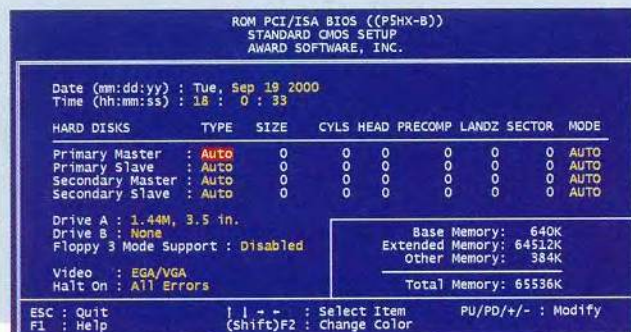 ROM PCI/ISA BIOS ((P5HX-B))
STANDARD CMOS SETUP
AWARD SOFTWARE, INC.
Date (mm:dd:yy) : Tue, Sep 19 2000
Time (hh:mm:ss) : 18 : 0 : 33
HARD DISKS TYPE SIZE CYLS HEAD PRECOMP LANDZ SECTOR MODE
Primary Master : Auto 0 0 0 0 0 0 AUTO
Primary Slave : Auto 0 0 0 0 0 0 AUTO
Secondary Master : Auto 0 0 0 0 0 0 AUTO
Secondary Slave : Auto 0 0 0 0 0 0 AUTO
Drive A : 1.44M, 3.5 in.
Drive B : None
Floppy 3 Mode Support : Disabled
Video : EGA/VGA
Halt On : All Errors
Base Memory: 640K
Extended Memory: 64512K
Other Memory: 384K
Total Memory: 65536K
ESC : Quit ↑ ↓ → ← : Select Item PU/PD/+/- : Modify
F1 : Help (Shift)F2 : Change Color